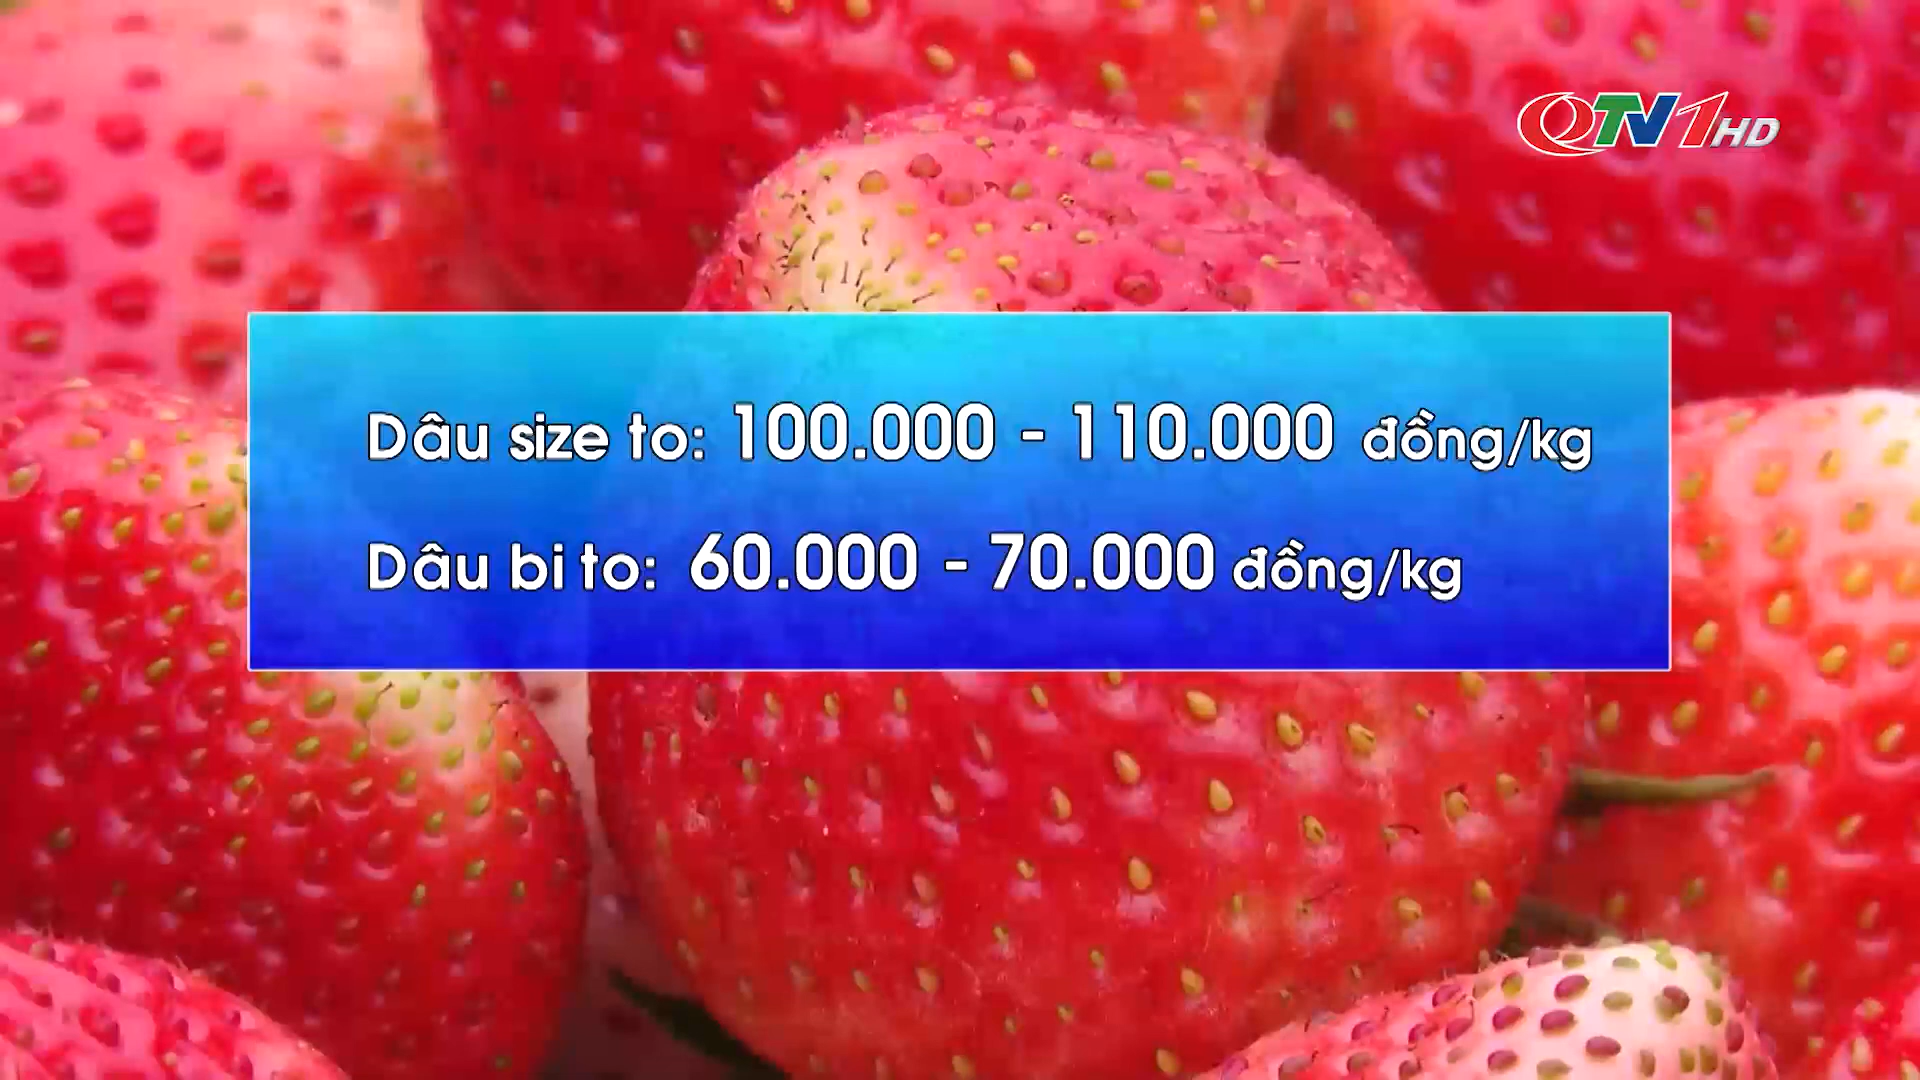 QTV1HD
Dâu size to: 100.000 - 110.000 đồng/kg
Dâu bi to: 60.000 - 70.000 đồng/kg